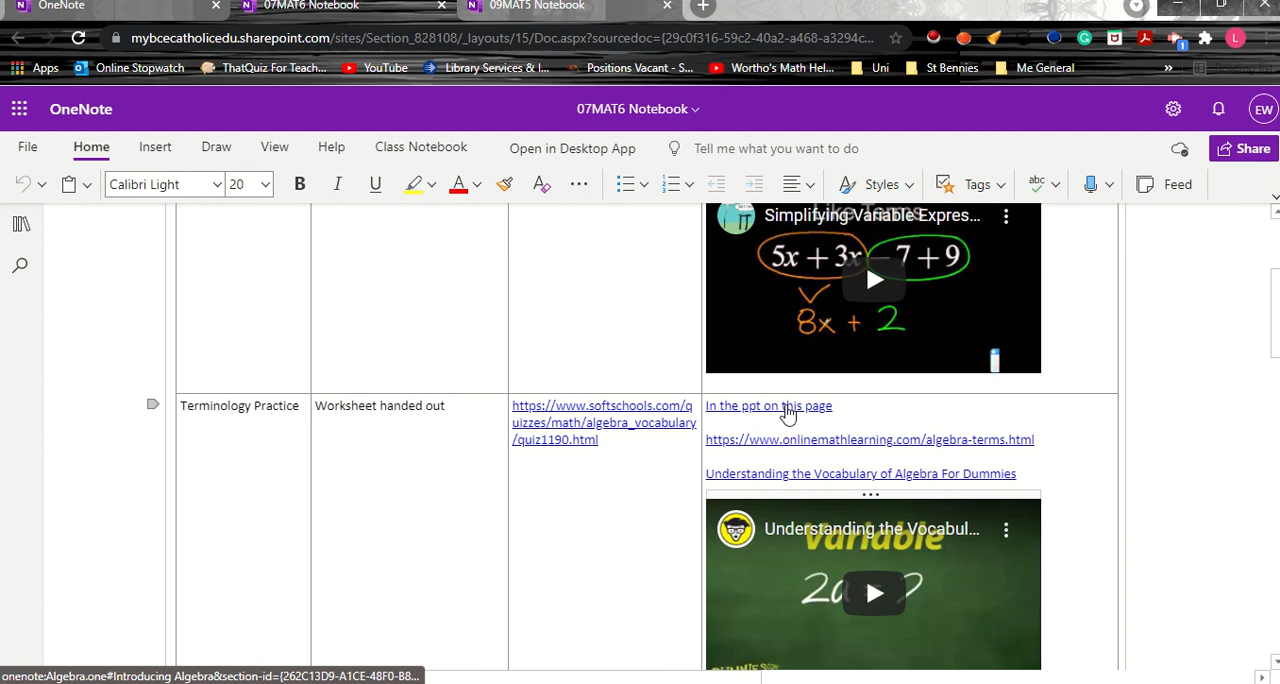 OneNote
07MAT6 Notebook
09MAT5 Notebook
mybcecatholicedu.sharepoint.com/sites/Section_828108/_layouts/15/Doc.aspx?sourcedoc={29c0f316-59c2-40a2-a468-a3294c...
Apps
Online Stopwatch
ThatQuiz For Teach...
YouTube
Library Services & I...
Positions Vacant - S...
Wortho's Math Hel...
Uni
St Bennies
Me General
OneNote
07MAT6 Notebook
EW
File
Home
Insert
Draw
View
Help
Class Notebook
Open in Desktop App
Tell me what you want to do
Share
Calibri Light
20
B
I
U
A
Styles
Tags
abc
Feed
Like Terms
Simplifying Variable Expres...
5x + 3x - 7 + 9
8x + 2
Terminology Practice
Worksheet handed out
https://www.softschools.com/q
uizzes/math/algebra_vocabulary
/quiz1190.html
In the ppt on this page
https://www.onlinemathlearning.com/algebra-terms.html
Understanding the Vocabulary of Algebra For Dummies
Understanding the Vocabul...
Variable
onenote:Algebra.one#Introducing Algebra&section-id={262C13D9-A1CE-48F0-B8...